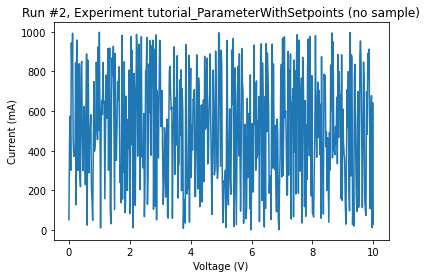 Run #2, Experiment tutorial_ParameterWithSetpoints (no sample)
1000
800
600
400
200
0
Current (mA)
0 2 4 6 8 10
Voltage (V)